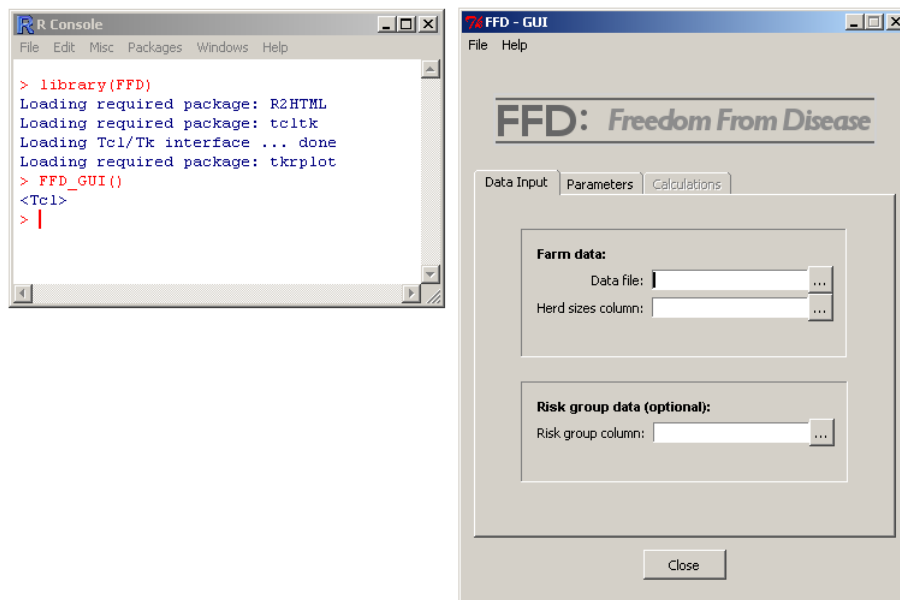 R Console
File Edit Misc Packages Windows Help
> library(FFD)
Loading required package: R2HTML
Loading required package: tcltk
Loading Tcl/Tk interface ... done
Loading required package: tkrplot
> FFD_GUI()
<Tcl>
>
FFD - GUI
File Help
FFD: Freedom From Disease
Data Input Parameters Calculations
Farm data:
Data file: ...
Herd sizes column: ...
Risk group data (optional):
Risk group column: ...
Close